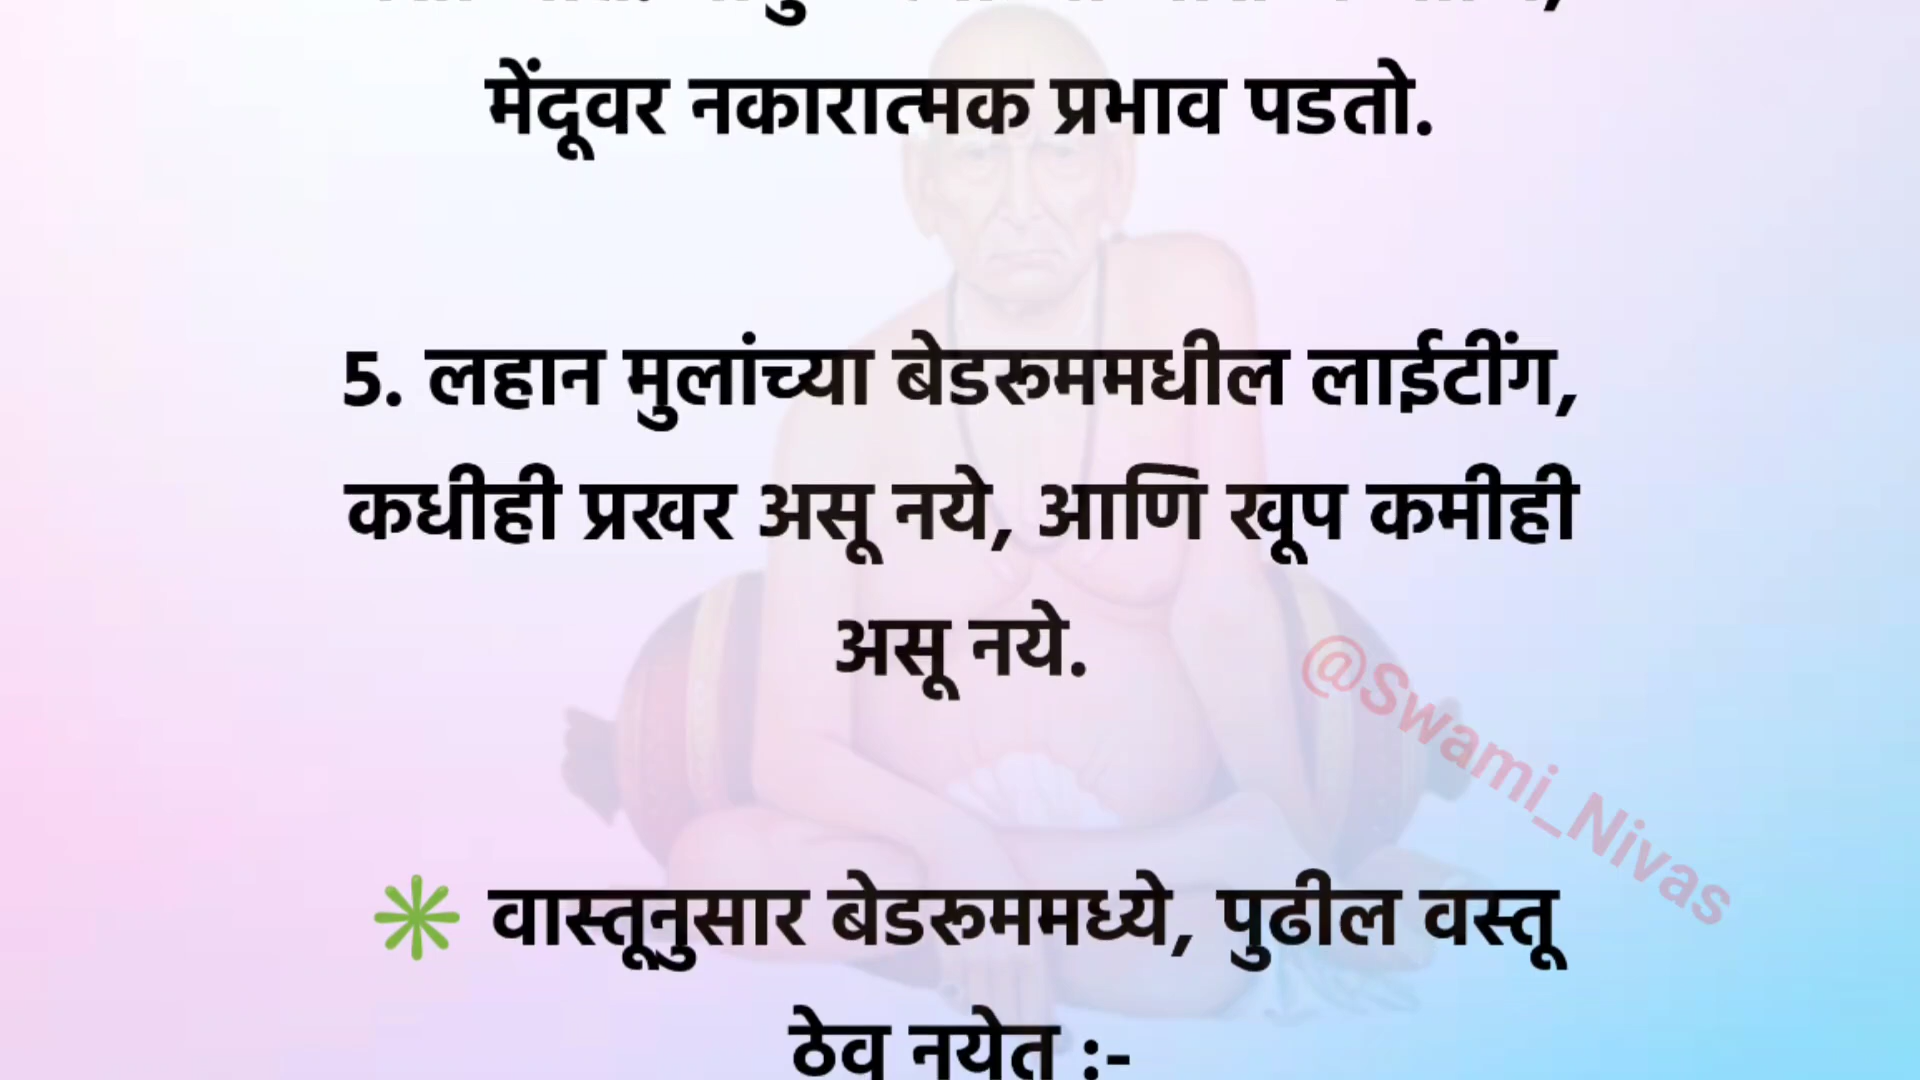 मेंदूवर नकारात्मक प्रभाव पडतो.
5. लहान मुलांच्या बेडरूममधील लाईटींग,
कधीही प्रखर असू नये, आणि खूप कमीही
असू नये.
@Swami_Nivas
✳️ वास्तूनुसार बेडरूममध्ये, पुढील वस्तू
ठेवू नयेत :-